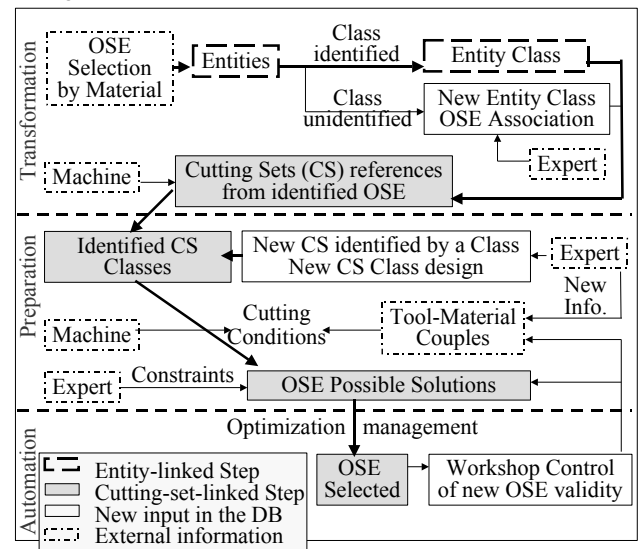 Transformation
OSE
Selection
by Material
Entities
Class
identified
Entity Class
Class
unidentified
New Entity Class
OSE Association
Expert
Machine
Cutting Sets (CS) references
from identified OSE
Preparation
Identified CS
Classes
New CS identified by a Class
New CS Class design
Expert
New
Info.
Machine
Cutting
Conditions
Tool-Material
Couples
Expert
Constraints
OSE Possible Solutions
Automation
Optimization management
OSE
Selected
Workshop Control
of new OSE validity
Entity-linked Step
Cutting-set-linked Step
New input in the DB
External information